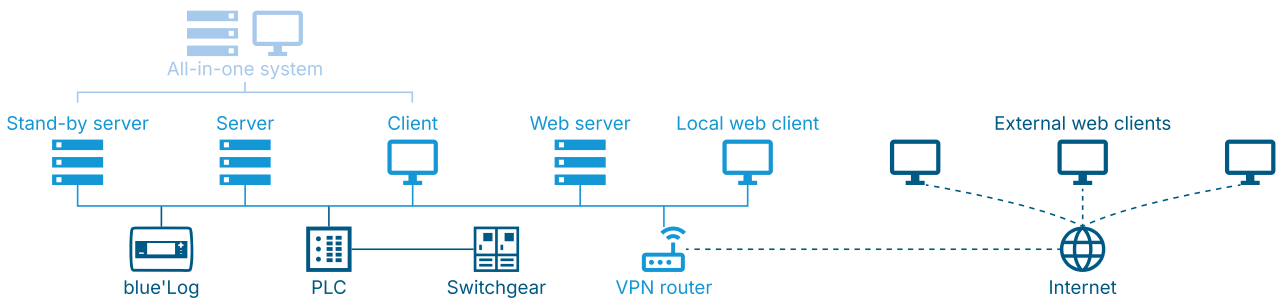 All-in-one system
Stand-by server
Server
Client
Web server
Local web client
External web clients
blue'Log
PLC
Switchgear
VPN router
Internet